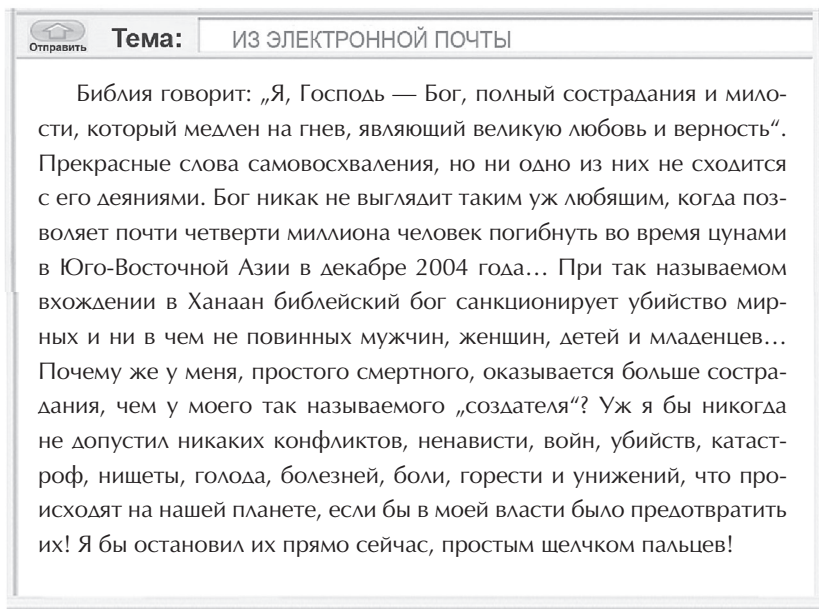 Отправить Тема: ИЗ ЭЛЕКТРОННОЙ ПОЧТЫ
Библия говорит: „Я, Господь — Бог, полный сострадания и мило-
сти, который медлен на гнев, являющий великую любовь и верность“.
Прекрасные слова самовосхваления, но ни одно из них не сходится
с его деяниями. Бог никак не выглядит таким уж любящим, когда поз-
воляет почти четверти миллиона человек погибнуть во время цунами
в Юго-Восточной Азии в декабре 2004 года… При так называемом
вхождении в Ханаан библейский бог санкционирует убийство мир-
ных и ни в чем не повинных мужчин, женщин, детей и младенцев…
Почему же у меня, простого смертного, оказывается больше состра-
дания, чем у моего так называемого „создателя“? Уж я бы никогда
не допустил никаких конфликтов, ненависти, войн, убийств, катаст-
роф, нищеты, голода, болезней, боли, горести и унижений, что про-
исходят на нашей планете, если бы в моей власти было предотвратить
их! Я бы остановил их прямо сейчас, простым щелчком пальцев!